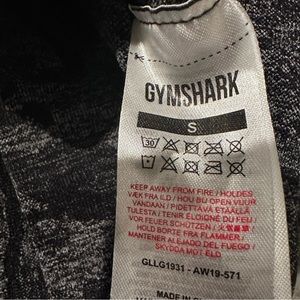 GYMSHARK
S
30
KEEP AWAY FROM FIRE / HOLDES
VÆK FRA ILD / HOU BIJ OPEN VUUR
VANDAAN / PIDETTÄVÄ ETÄÄLLÄ
TULESTA / TENIR ÉLOIGNÉ DU FEU /
VOR FEUER SCHÜTZEN /
HOLD BORTE FRA FLAMMER /
MANTENER ALEJADO DEL FUEGO /
SKYDDA MOT ELD
GLLG1931 - AW19-571
MADE IN